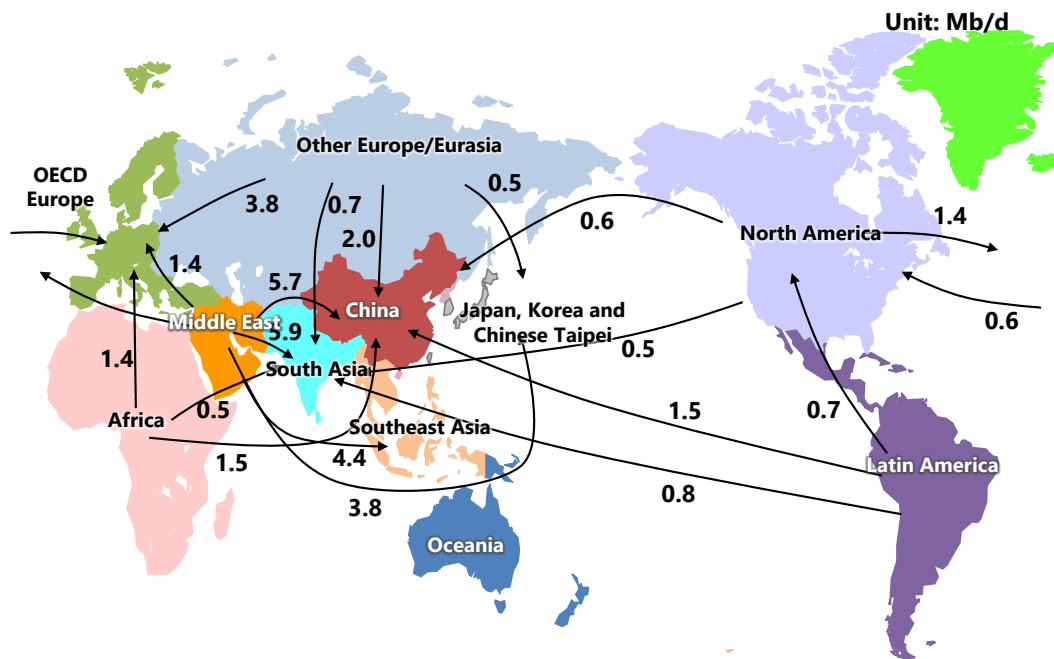 Unit: Mb/d
Other Europe/Eurasia
OECD
Europe
3.8
0.7
0.5
0.6
1.4
2.0
North America
1.4
5.7
China
Japan, Korea and
Chinese Taipei
Middle East
5.9
0.6
0.5
1.4
South Asia
Africa
0.5
0.7
1.5
Southeast Asia
1.5
4.4
Latin America
0.8
3.8
Oceania